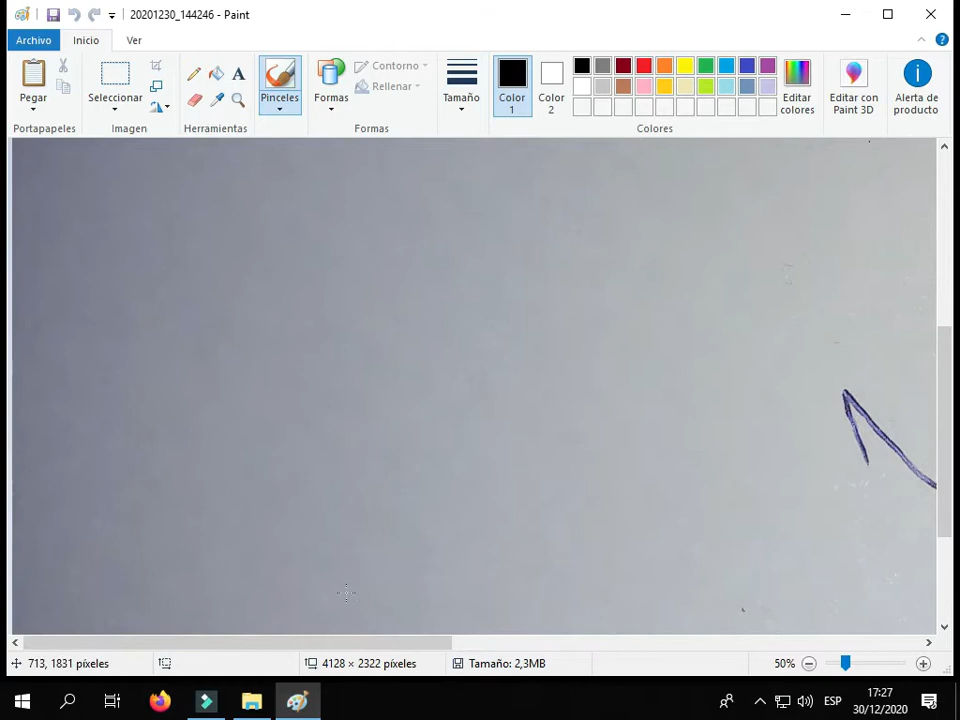 20201230_144246 - Paint
Archivo Inicio Ver
Pegar
Portapapeles
Seleccionar
Imagen
A
Herramientas
Pinceles
Formas
Contorno
Rellenar
Formas
Tamaño
Color
1
Color
2
Colores
Editar
colores
Editar con
Paint 3D
Alerta de
producto
713, 1831 píxeles
4128 × 2322 píxeles
Tamaño: 2,3MB
50%
ESP
17:27
30/12/2020